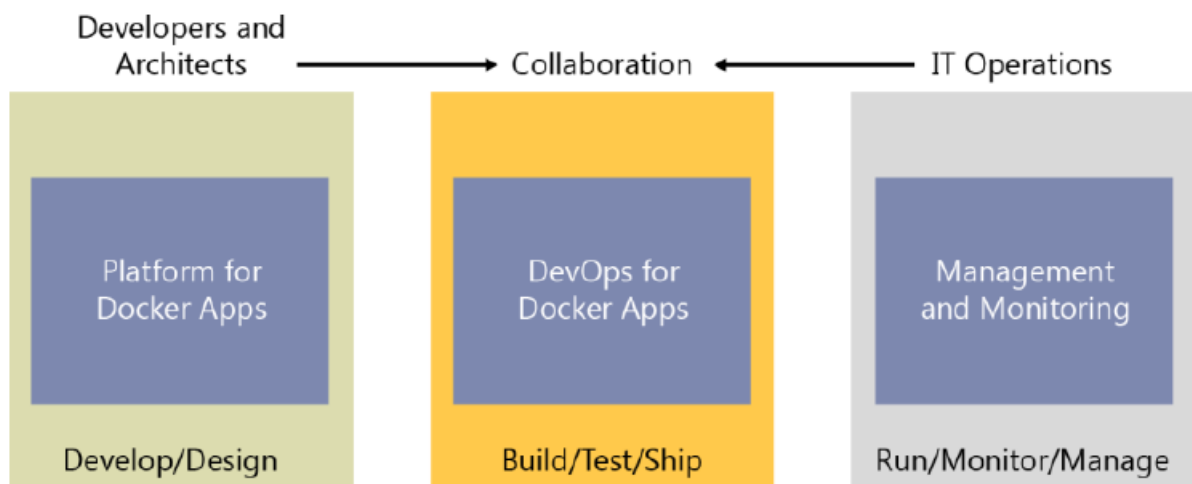 Developers and
Architects
Collaboration
IT Operations
Platform for
Docker Apps
DevOps for
Docker Apps
Management
and Monitoring
Develop/Design
Build/Test/Ship
Run/Monitor/Manage